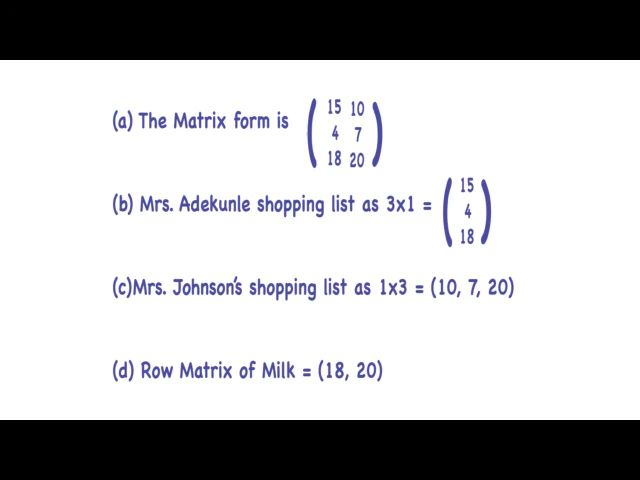 (a) The Matrix form is
15 10
4 7
18 20
(b) Mrs. Adekunle shopping list as 3x1 =
15
4
18
(c)Mrs. Johnson's shopping list as 1x3 = (10, 7, 20)
(d) Row Matrix of Milk = (18, 20)